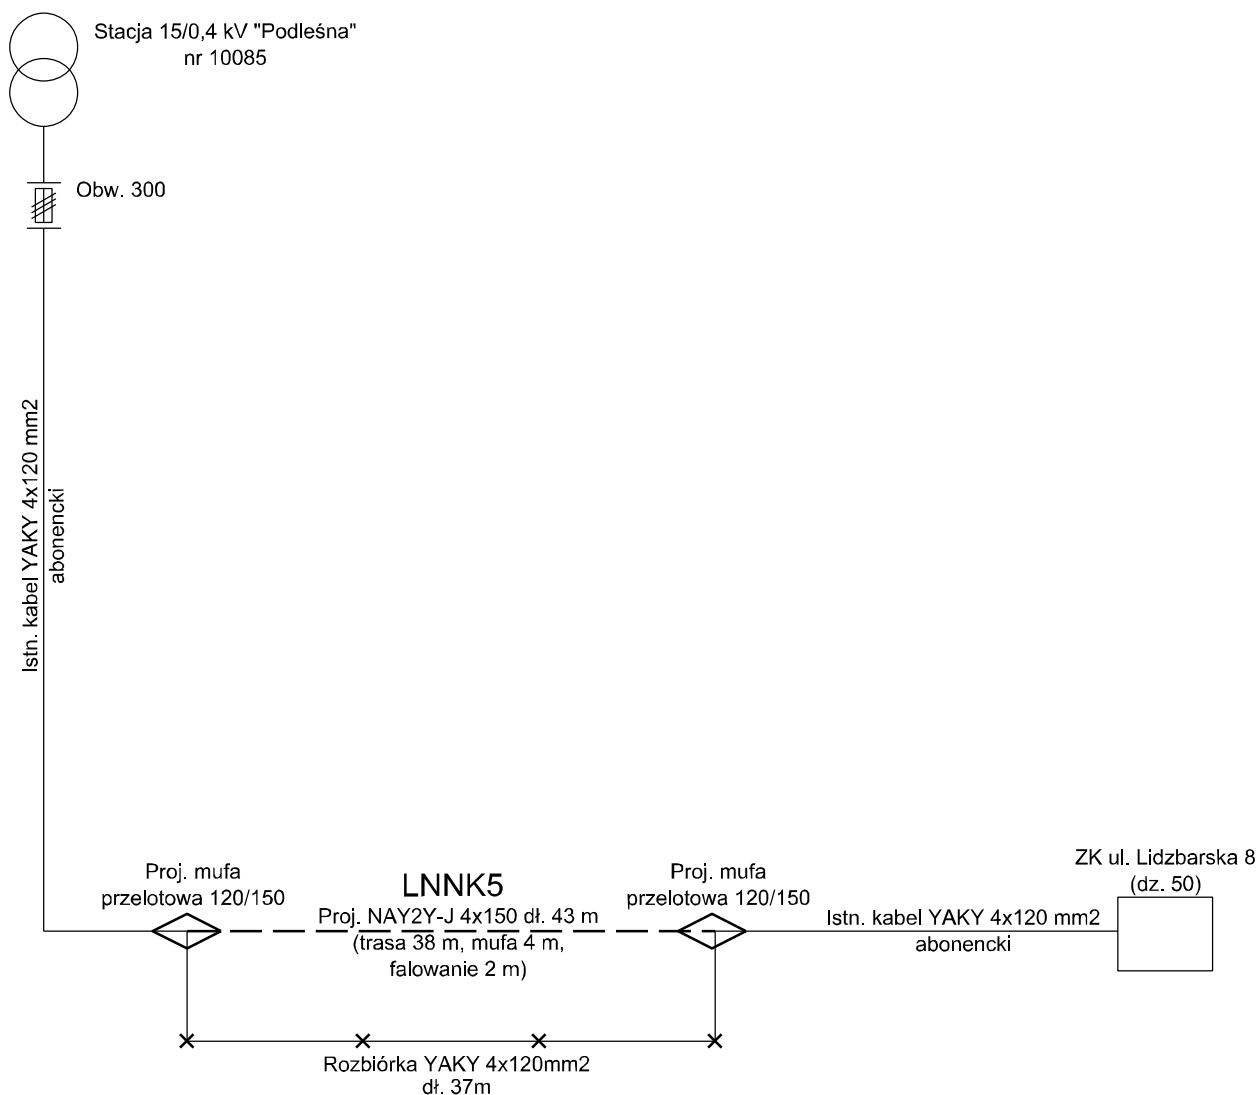 Stacja 15/0,4 kV "Podleśna"
nr 10085
Obw. 300
Istn. kabel YAKY 4x120 mm2
abonencki
Proj. mufa
przelotowa 120/150
LNNK5
Proj. NAY2Y-J 4x150 dł. 43 m
(trasa 38 m, mufa 4 m,
falowanie 2 m)
Proj. mufa
przelotowa 120/150
Istn. kabel YAKY 4x120 mm2
abonencki
ZK ul. Lidzbarska 8
(dz. 50)
Rozbiórka YAKY 4x120mm2
dł. 37m